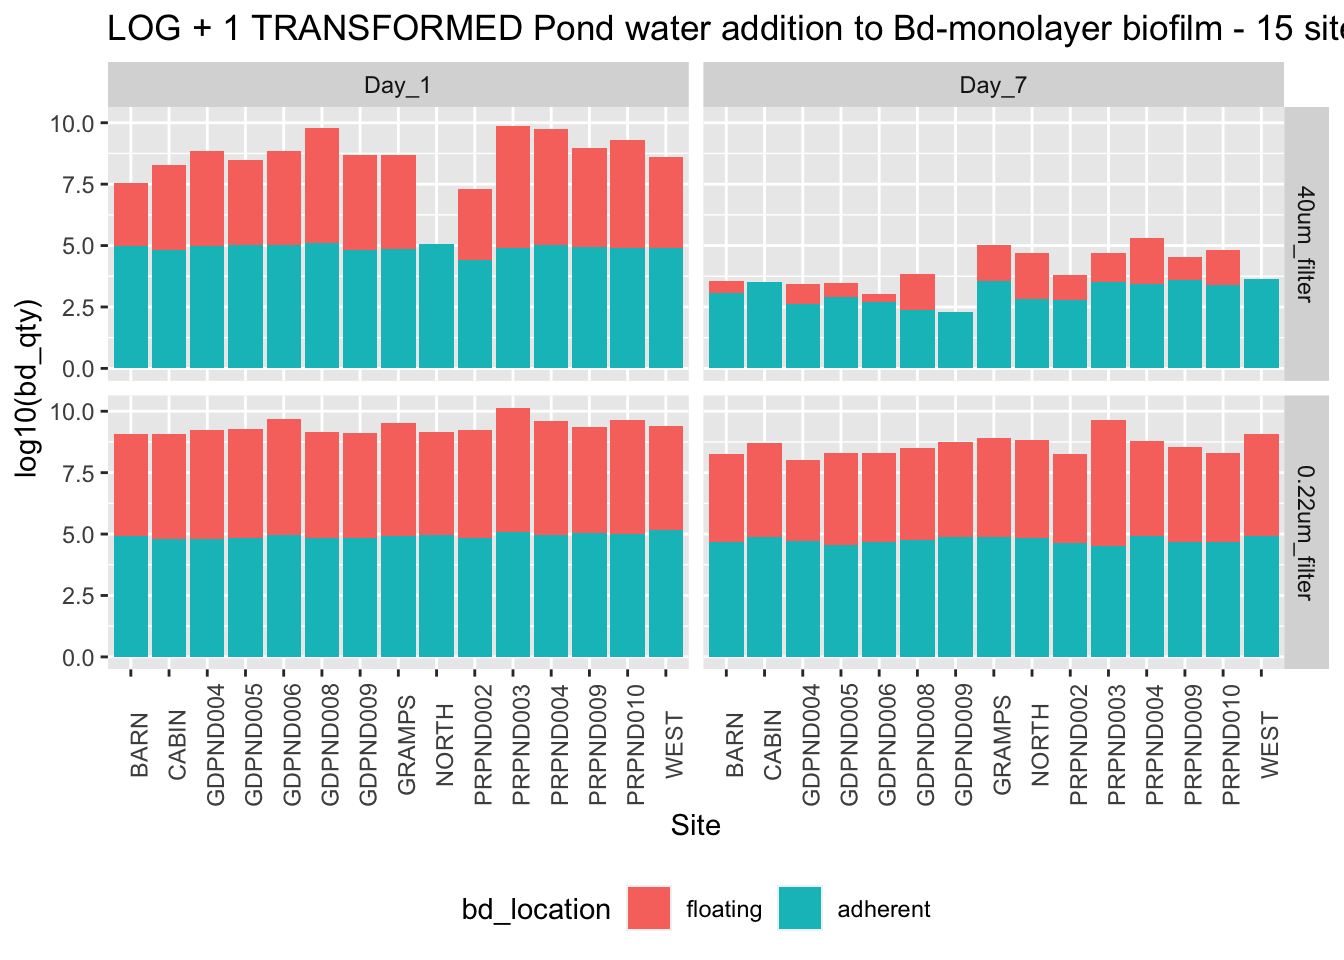 LOG + 1 TRANSFORMED Pond water addition to Bd-monolayer biofilm - 15 site
Day_1
Day_7
10.0
7.5
5.0
2.5
0.0
40um_filter
10.0
7.5
5.0
2.5
0.0
0.22um_filter
log10(bd_qty)
BARN
CABIN
GDPND004
GDPND005
GDPND006
GDPND008
GDPND009
GRAMPS
NORTH
PRPND002
PRPND003
PRPND004
PRPND009
PRPND010
WEST
BARN
CABIN
GDPND004
GDPND005
GDPND006
GDPND008
GDPND009
GRAMPS
NORTH
PRPND002
PRPND003
PRPND004
PRPND009
PRPND010
WEST
Site
bd_location
floating
adherent